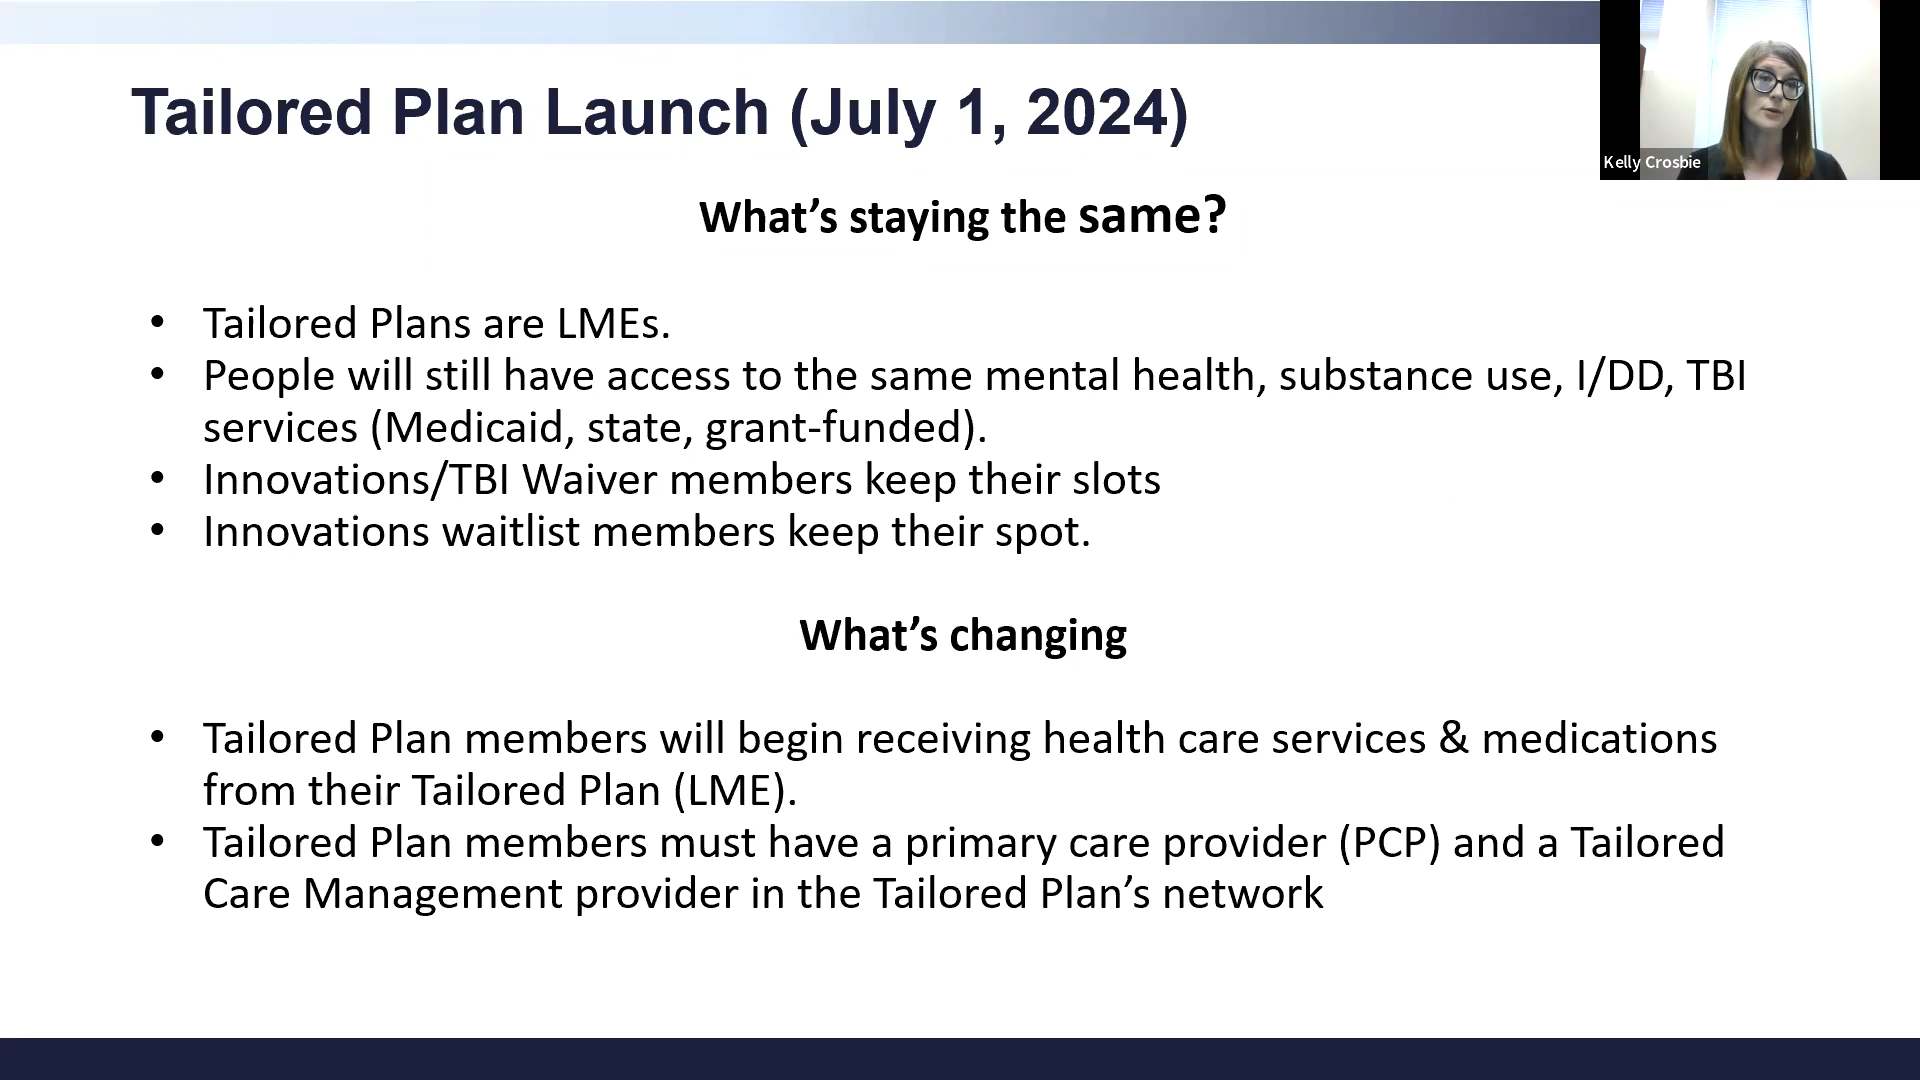 Tailored Plan Launch (July 1, 2024)
Kelly Crosbie
What’s staying the same?
• Tailored Plans are LMEs.
• People will still have access to the same mental health, substance use, I/DD, TBI
services (Medicaid, state, grant-funded).
• Innovations/TBI Waiver members keep their slots
• Innovations waitlist members keep their spot.
What’s changing
• Tailored Plan members will begin receiving health care services & medications
from their Tailored Plan (LME).
• Tailored Plan members must have a primary care provider (PCP) and a Tailored
Care Management provider in the Tailored Plan’s network